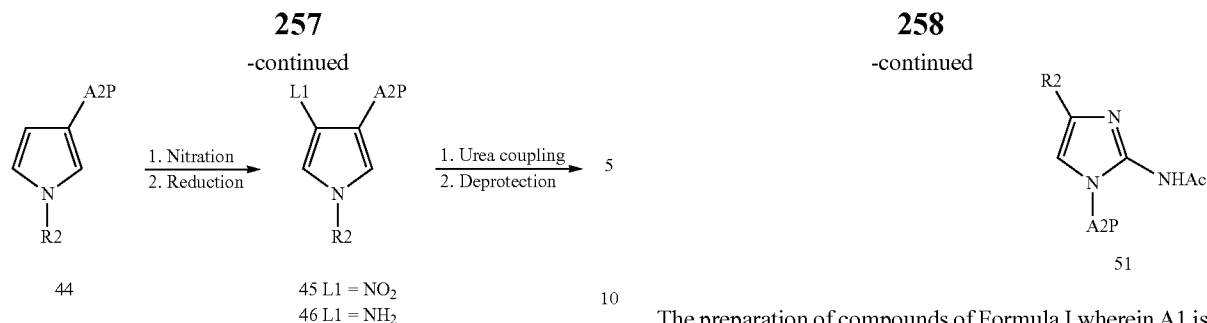 257
-continued
A2P
N
R2
44
1. Nitration
2. Reduction
L1
A2P
N
R2
45 L1 = NO₂
46 L1 = NH₂
1. Urea coupling
2. Deprotection
5
10
258
-continued
R2
N
N
NHAc
A2P
51
The preparation of compounds of Formula I wherein A1 is